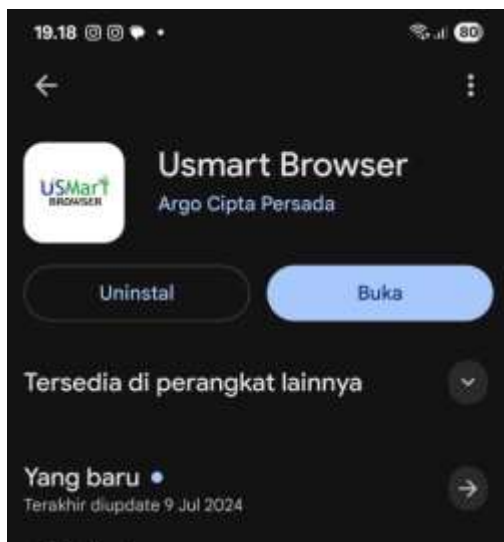 19.18
80
USMart
BROWSER
Usmart Browser
Argo Cipta Persada
Uninstal
Buka
Tersedia di perangkat lainnya
Yang baru
Terakhir diupdate 9 Jul 2024